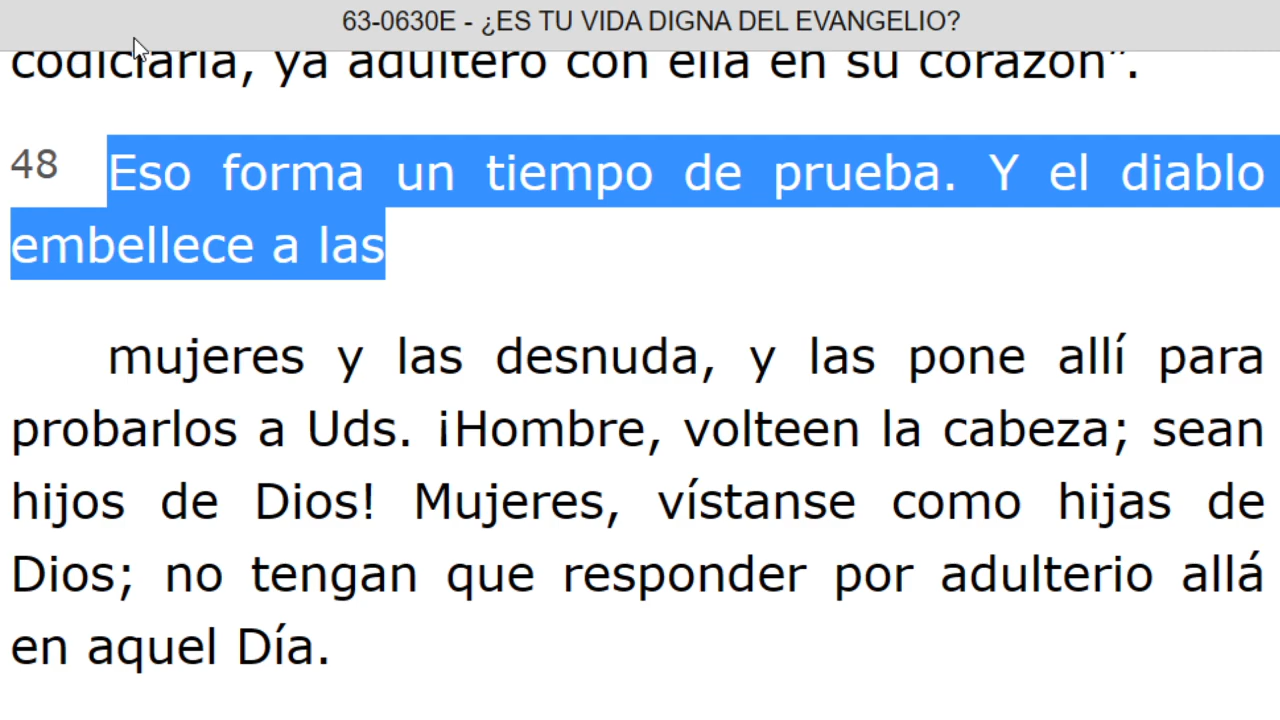 63-0630E - ¿ES TU VIDA DIGNA DEL EVANGELIO?
codiciarla, ya adulteró con ella en su corazón”.
48 Eso forma un tiempo de prueba. Y el diablo
embellece a las
mujeres y las desnuda, y las pone allí para
probarlos a Uds. ¡Hombre, volteen la cabeza; sean
hijos de Dios! Mujeres, vístanse como hijas de
Dios; no tengan que responder por adulterio allá
en aquel Día.